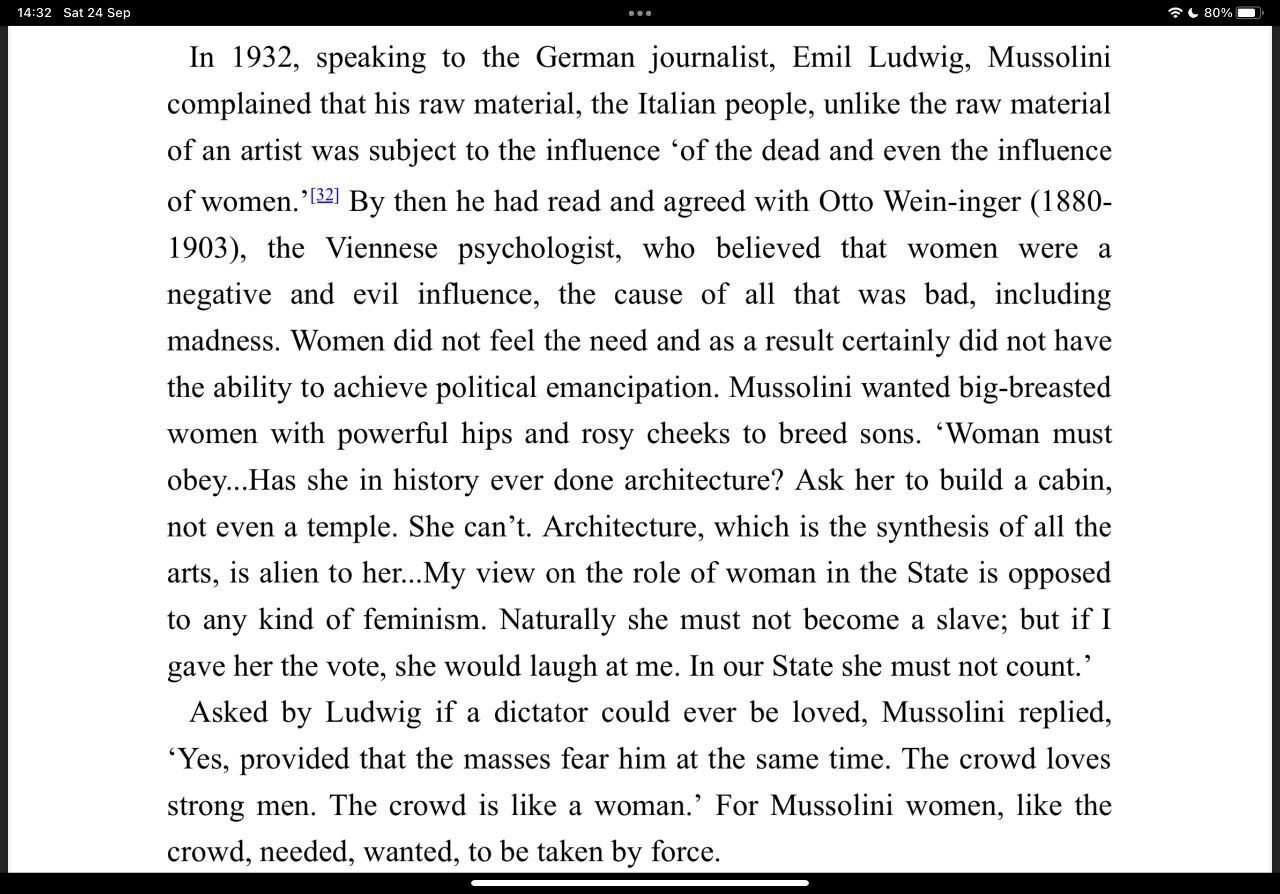 14:32 Sat 24 Sep
80%
In 1932, speaking to the German journalist, Emil Ludwig, Mussolini
complained that his raw material, the Italian people, unlike the raw material
of an artist was subject to the influence ‘of the dead and even the influence
of women.’[32] By then he had read and agreed with Otto Wein-inger (1880-
1903), the Viennese psychologist, who believed that women were a
negative and evil influence, the cause of all that was bad, including
madness. Women did not feel the need and as a result certainly did not have
the ability to achieve political emancipation. Mussolini wanted big-breasted
women with powerful hips and rosy cheeks to breed sons. ‘Woman must
obey...Has she in history ever done architecture? Ask her to build a cabin,
not even a temple. She can’t. Architecture, which is the synthesis of all the
arts, is alien to her...My view on the role of woman in the State is opposed
to any kind of feminism. Naturally she must not become a slave; but if I
gave her the vote, she would laugh at me. In our State she must not count.’
Asked by Ludwig if a dictator could ever be loved, Mussolini replied,
‘Yes, provided that the masses fear him at the same time. The crowd loves
strong men. The crowd is like a woman.’ For Mussolini women, like the
crowd, needed, wanted, to be taken by force.